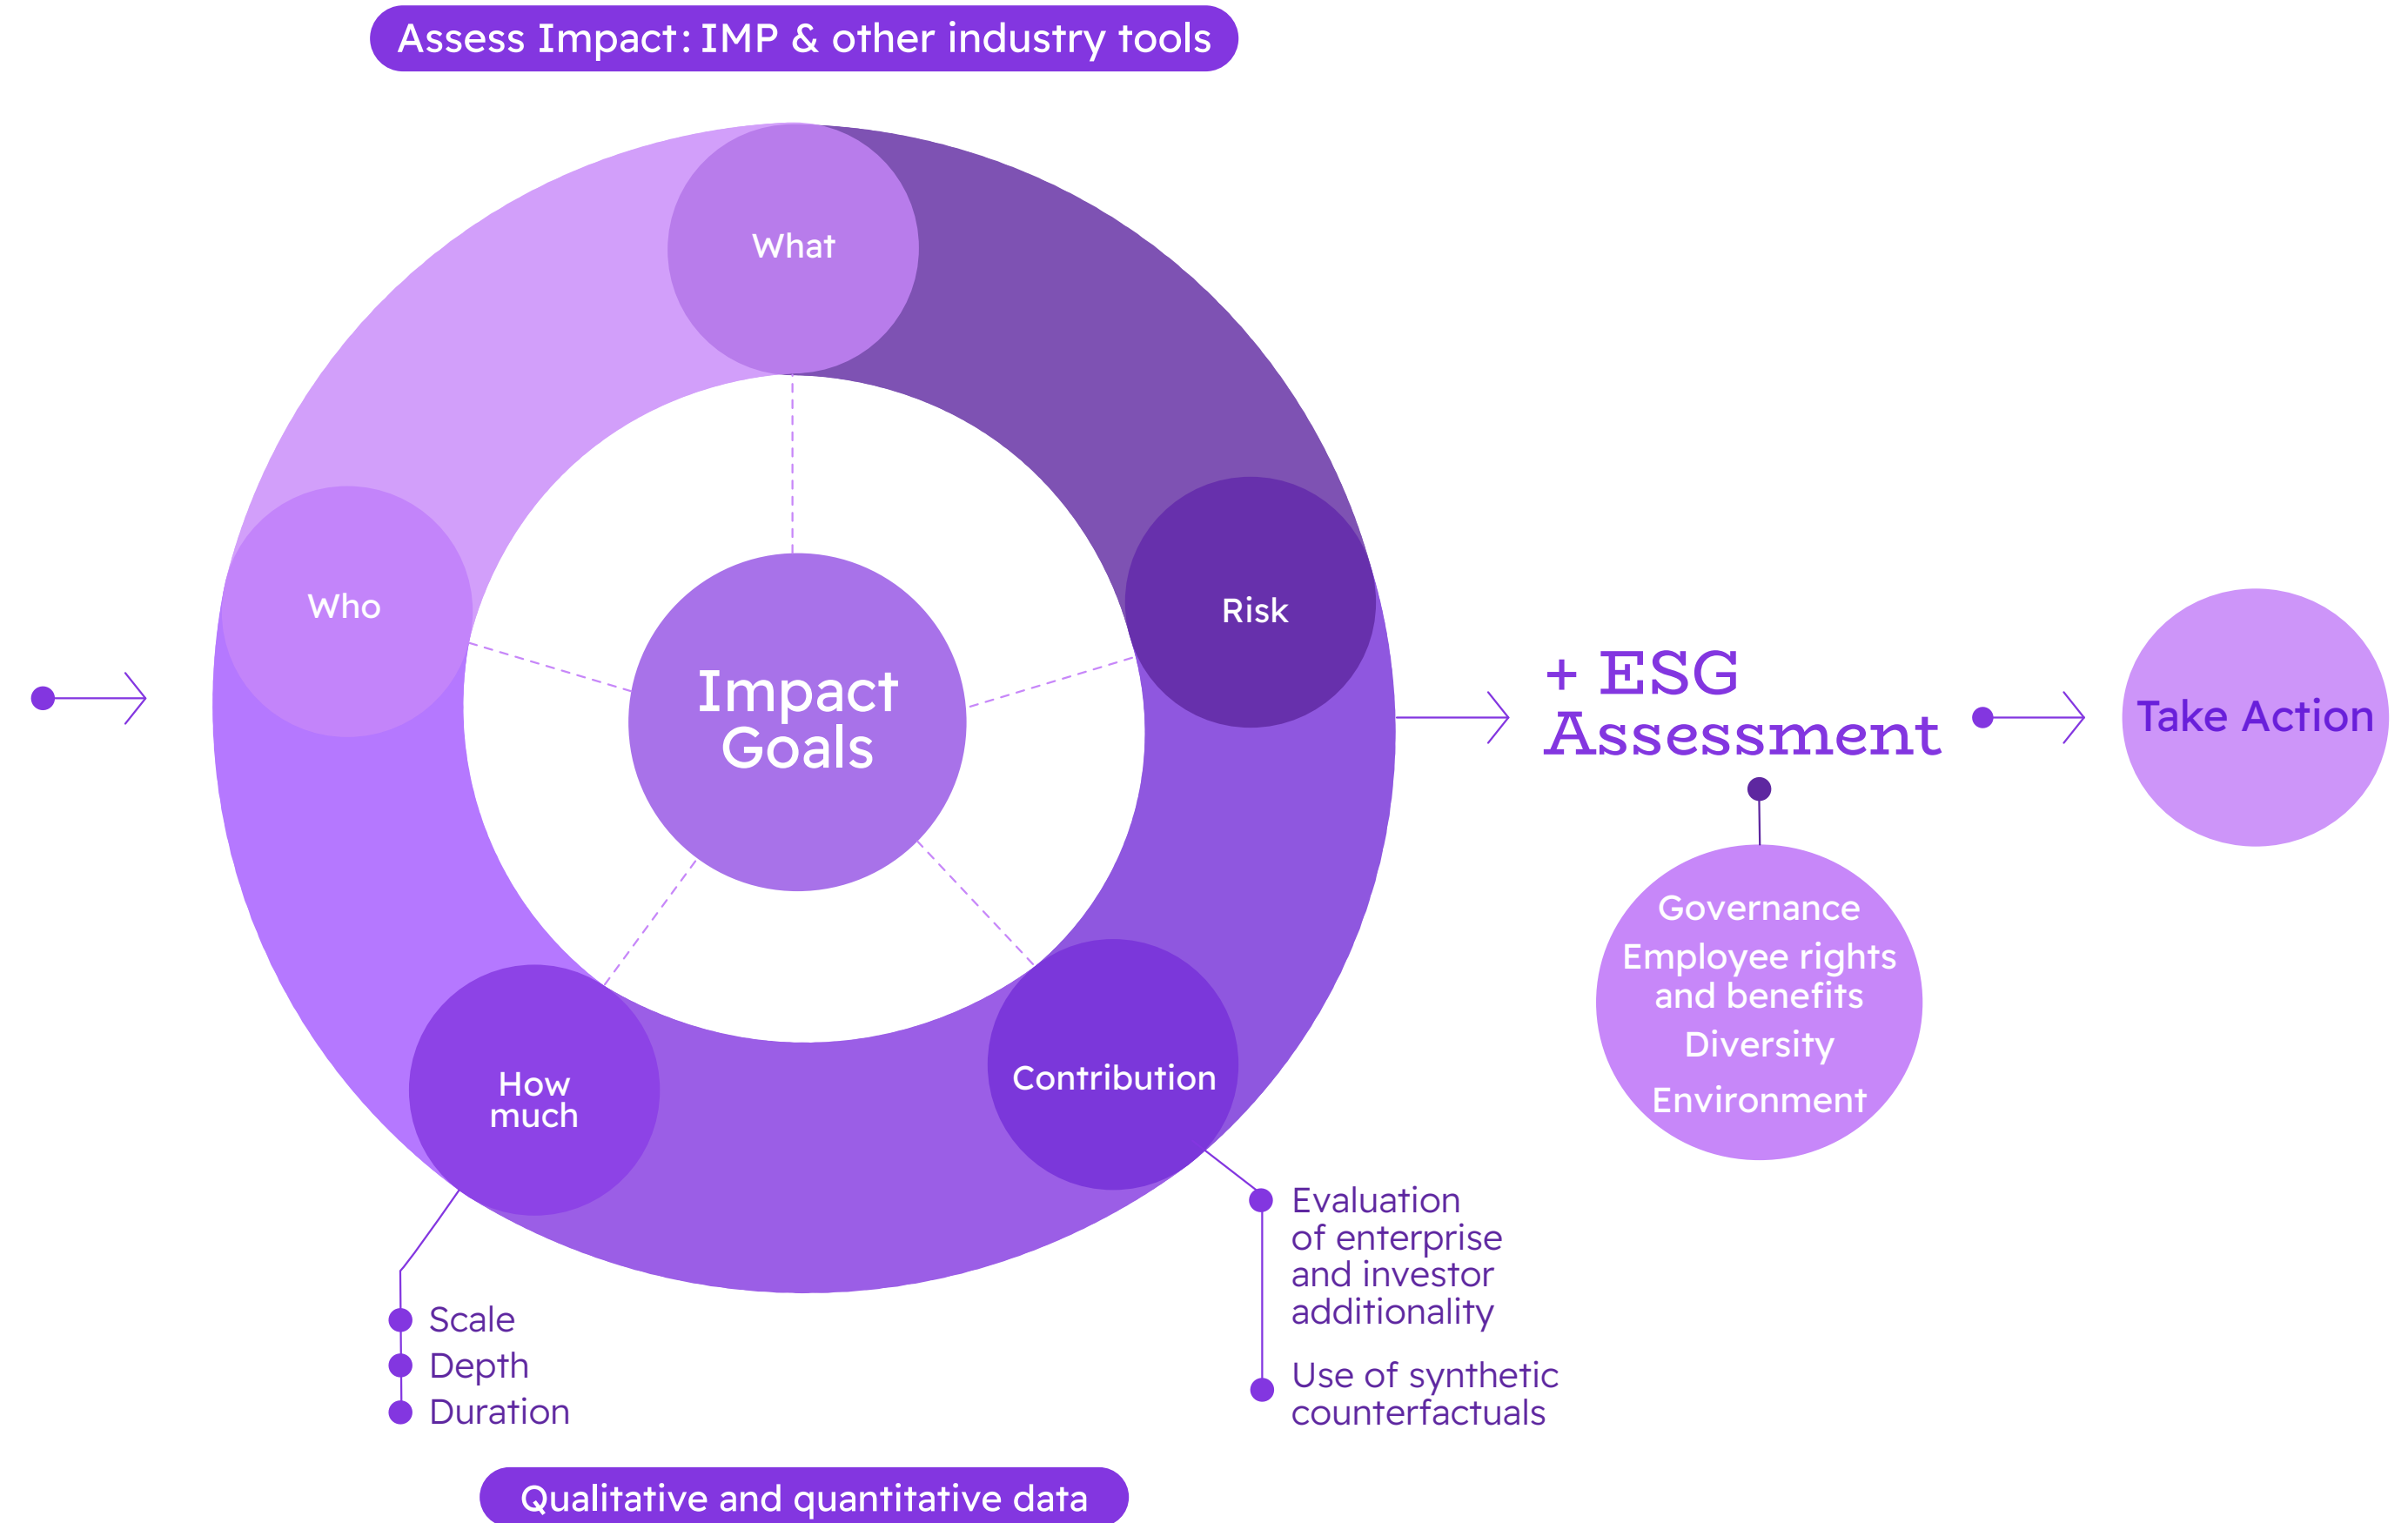 Assess Impact: IMP & other industry tools
What
Who
Risk
Impact
Goals
How
much
Contribution
Scale
Depth
Duration
Evaluation
of enterprise
and investor
additionality
Use of synthetic
counterfactuals
Qualitative and quantitative data
+ ESG
Assessment
Governance
Employee rights
and benefits
Diversity
Environment
Take Action